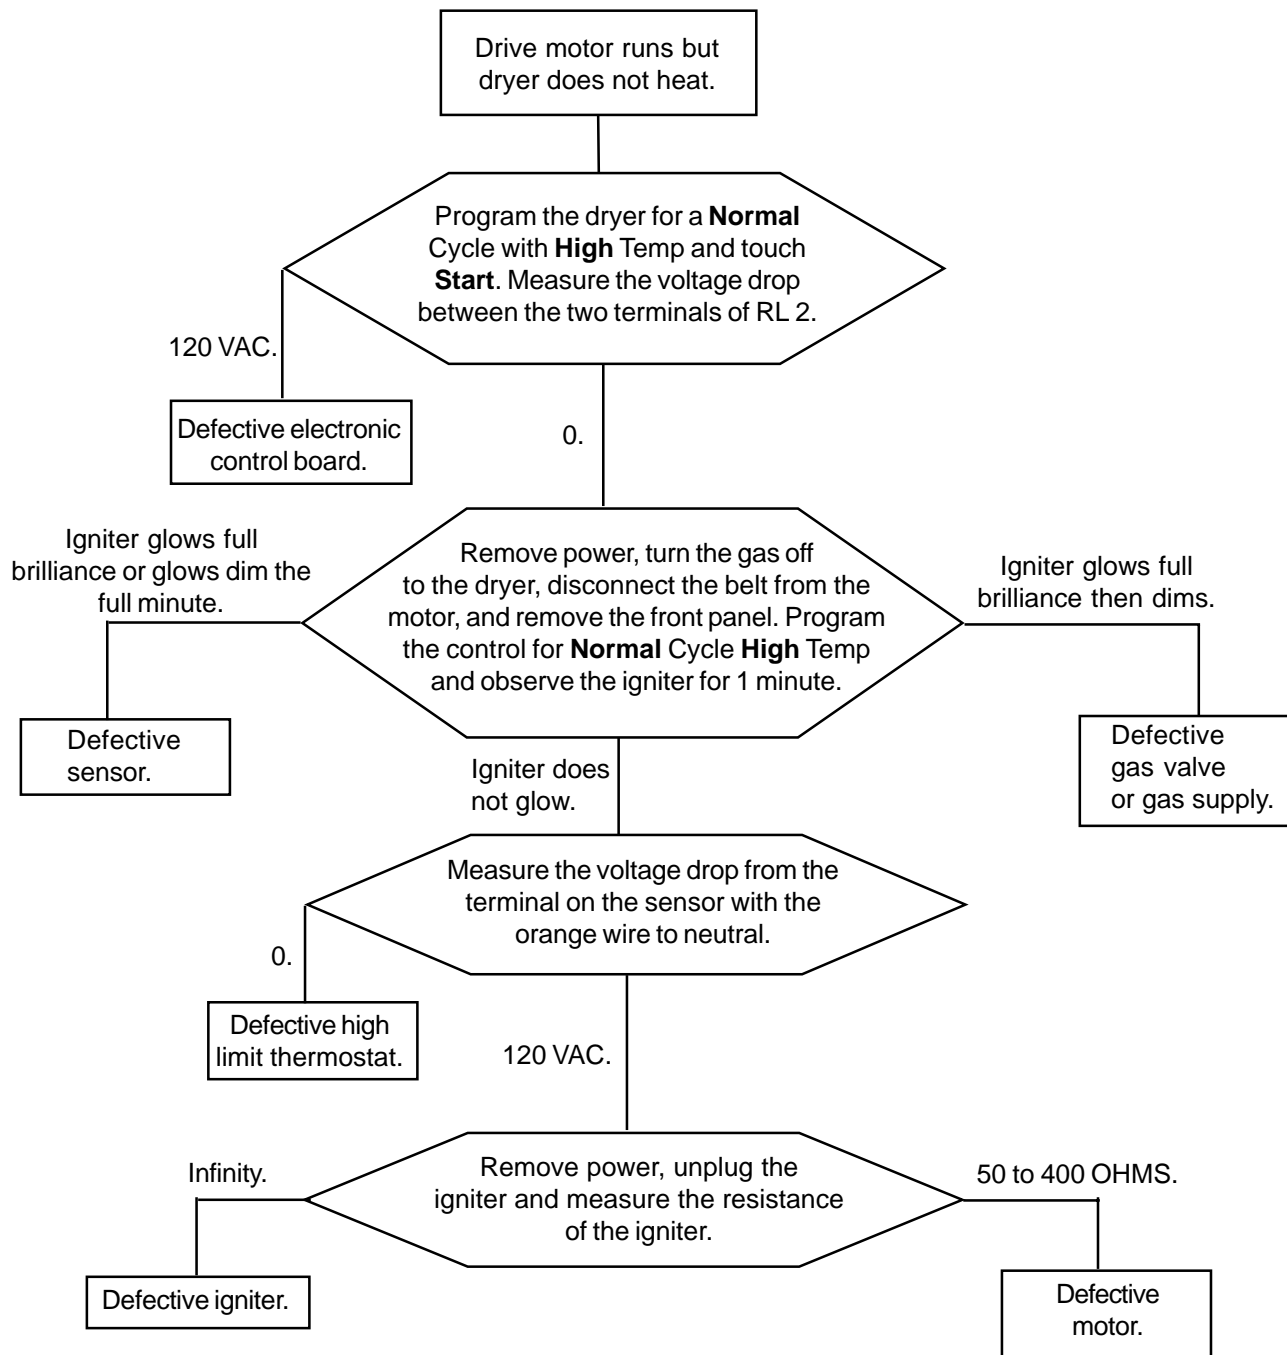 Drive motor runs but
dryer does not heat.
Program the dryer for a Normal
Cycle with High Temp and touch
Start. Measure the voltage drop
between the two terminals of RL 2.
120 VAC.
Defective electronic
control board.
0.
Igniter glows full
brilliance or glows dim the
full minute.
Remove power, turn the gas off
to the dryer, disconnect the belt from the
motor, and remove the front panel. Program
the control for Normal Cycle High Temp
and observe the igniter for 1 minute.
Igniter glows full
brilliance then dims.
Defective
sensor.
Igniter does
not glow.
Defective
gas valve
or gas supply.
Measure the voltage drop from the
terminal on the sensor with the
orange wire to neutral.
0.
Defective high
limit thermostat.
120 VAC.
Infinity.
Remove power, unplug the
igniter and measure the resistance
of the igniter.
50 to 400 OHMS.
Defective igniter.
Defective
motor.